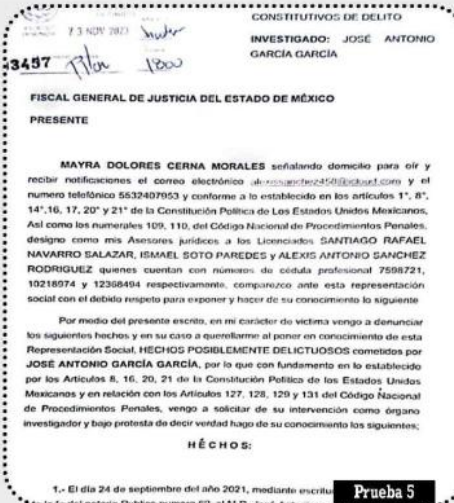 CONSTITUTIVOS DE DELITO
INVESTIGADO: JOSÉ ANTONIO
GARCÍA GARCÍA
23 NOV 2023
13457
1800
FISCAL GENERAL DE JUSTICIA DEL ESTADO DE MÉXICO
PRESENTE
MAYRA DOLORES CERNA MORALES señalando domicilio para oír y
recibir notificaciones el correo electrónico alexissanchez458@icloud.com y el
numero telefónico 5532407953 y conforme a lo establecido en los artículos 1°, 8°,
14°,16, 17, 20° y 21° de la Constitución Política de Los Estados Unidos Mexicanos,
Así como los numerales 109, 110, del Código Nacional de Procedimientos Penales,
designo como mis Asesores jurídicos a los Licenciados SANTIAGO RAFAEL
NAVARRO SALAZAR, ISMAEL SOTO PAREDES y ALEXIS ANTONIO SANCHEZ
RODRIGUEZ quienes cuentan con números de cédula profesional 7598721,
10218974 y 12368494 respectivamente, comparezco ante esta representación
social con el debido respeto para exponer y hacer de su conocimiento lo siguiente
Por medio del presente escrito, en mi carácter de victima vengo a denunciar
los siguientes hechos y en su caso a querellarme al poner en conocimiento de esta
Representación Social, HECHOS POSIBLEMENTE DELICTUOSOS cometidos por
JOSÉ ANTONIO GARCÍA GARCÍA, por lo que con fundamento en lo establecido
por los Artículos 8, 16, 20, 21 de la Constitución Política de los Estados Unidos
Mexicanos y en relación con los Artículos 127, 128, 129 y 131 del Código Nacional
de Procedimientos Penales, vengo a solicitar de su intervención como órgano
investigador y bajo protesta de decir verdad hago de su conocimiento los siguientes;
HÉCHOS:
1.- El día 24 de septiembre del año 2021, mediante escritu
Prueba 5